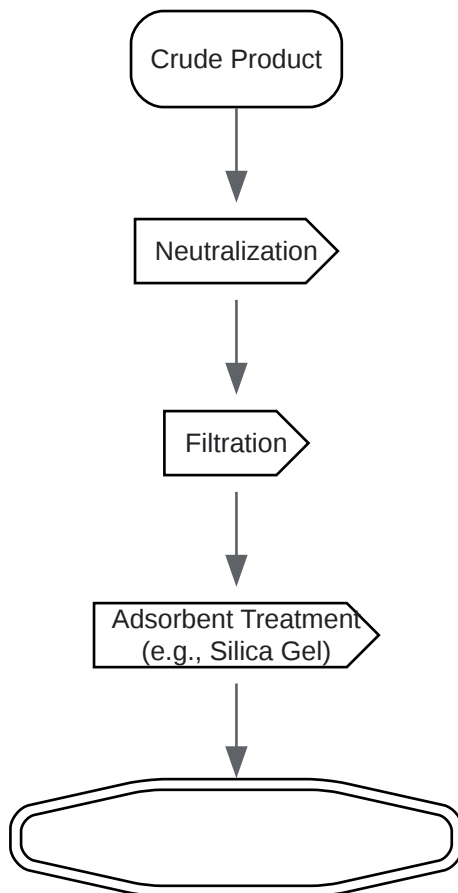 Crude Product
Neutralization
Filtration
Adsorbent Treatment
(e.g., Silica Gel)